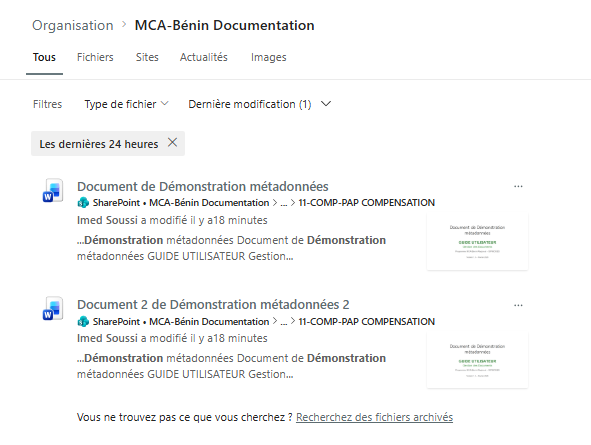 Organisation > MCA-Bénin Documentation
Tous Fichiers Sites Actualités Images
Filtres Type de fichier Dernière modification (1)
Les dernières 24 heures
Document de Démonstration métadonnées
SharePoint • MCA-Bénin Documentation > ... > 11-COMP-PAP COMPENSATION
Imed Soussi a modifié il y a18 minutes
...Démonstration métadonnées Document de Démonstration
métadonnées GUIDE UTILISATEUR Gestion...
Document de Démonstration
métadonnées
GUIDE UTILISATEUR
Document 2 de Démonstration métadonnées 2
SharePoint • MCA-Bénin Documentation > ... > 11-COMP-PAP COMPENSATION
Imed Soussi a modifié il y a18 minutes
...Démonstration métadonnées Document de Démonstration
métadonnées GUIDE UTILISATEUR Gestion...
Document de Démonstration
métadonnées
GUIDE UTILISATEUR
Vous ne trouvez pas ce que vous cherchez ? Recherchez des fichiers archivés